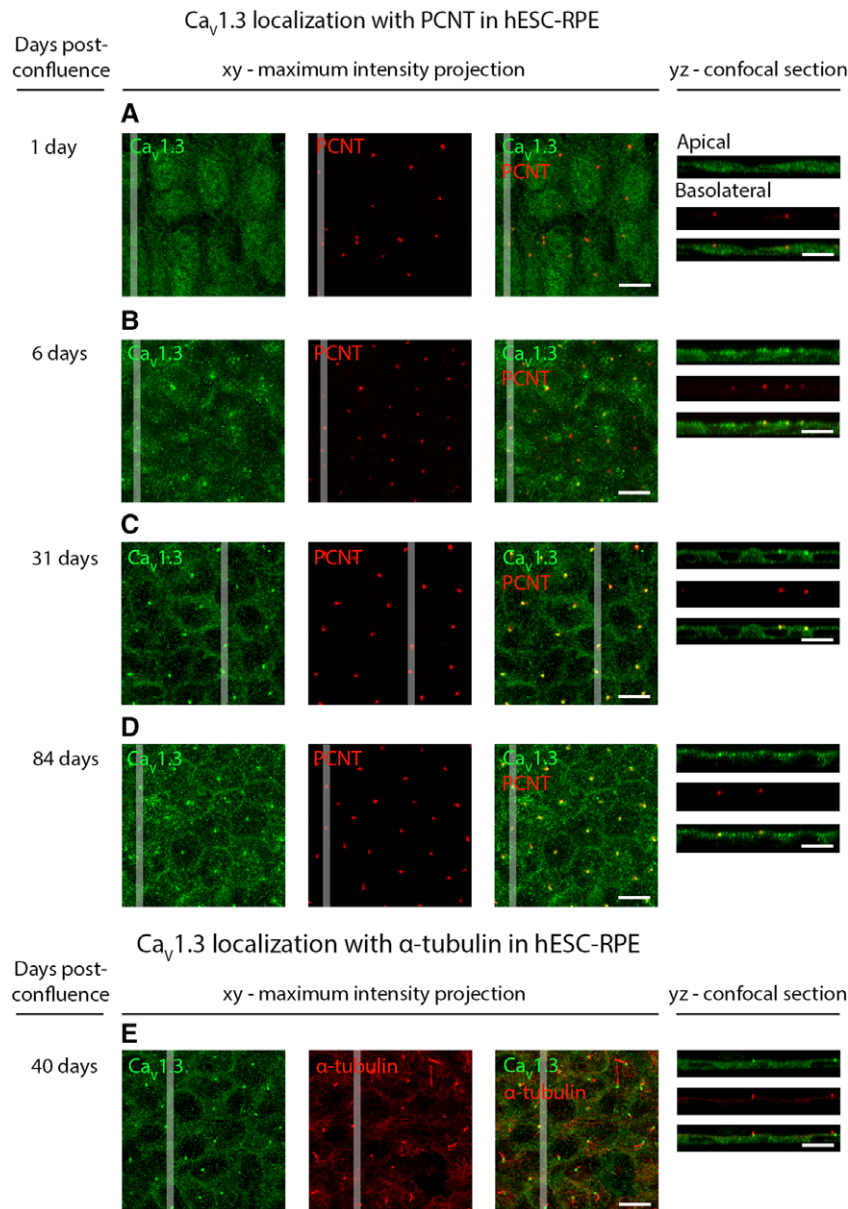 Caᵥ1.3 localization with PCNT in hESC-RPE
Days post-
confluence
xy - maximum intensity projection
yz - confocal section
A
1 day
Caᵥ1.3
PCNT
Caᵥ1.3
PCNT
Apical
Basolateral
B
6 days
Caᵥ1.3
PCNT
Caᵥ1.3
PCNT
C
31 days
Caᵥ1.3
PCNT
Caᵥ1.3
PCNT
D
84 days
Caᵥ1.3
PCNT
Caᵥ1.3
PCNT
Caᵥ1.3 localization with α-tubulin in hESC-RPE
Days post-
confluence
xy - maximum intensity projection
yz - confocal section
E
40 days
Caᵥ1.3
α-tubulin
Caᵥ1.3
α-tubulin